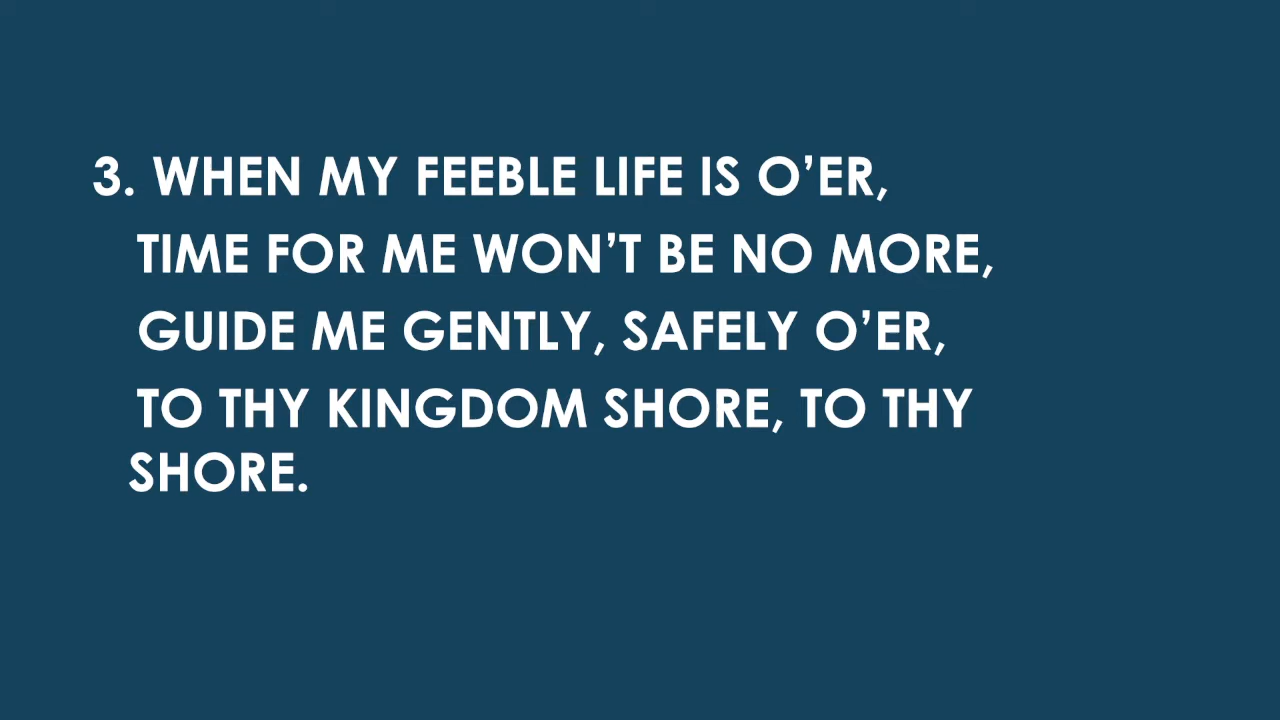 3. WHEN MY FEEBLE LIFE IS O’ER,
TIME FOR ME WON’T BE NO MORE,
GUIDE ME GENTLY, SAFELY O’ER,
TO THY KINGDOM SHORE, TO THY
SHORE.